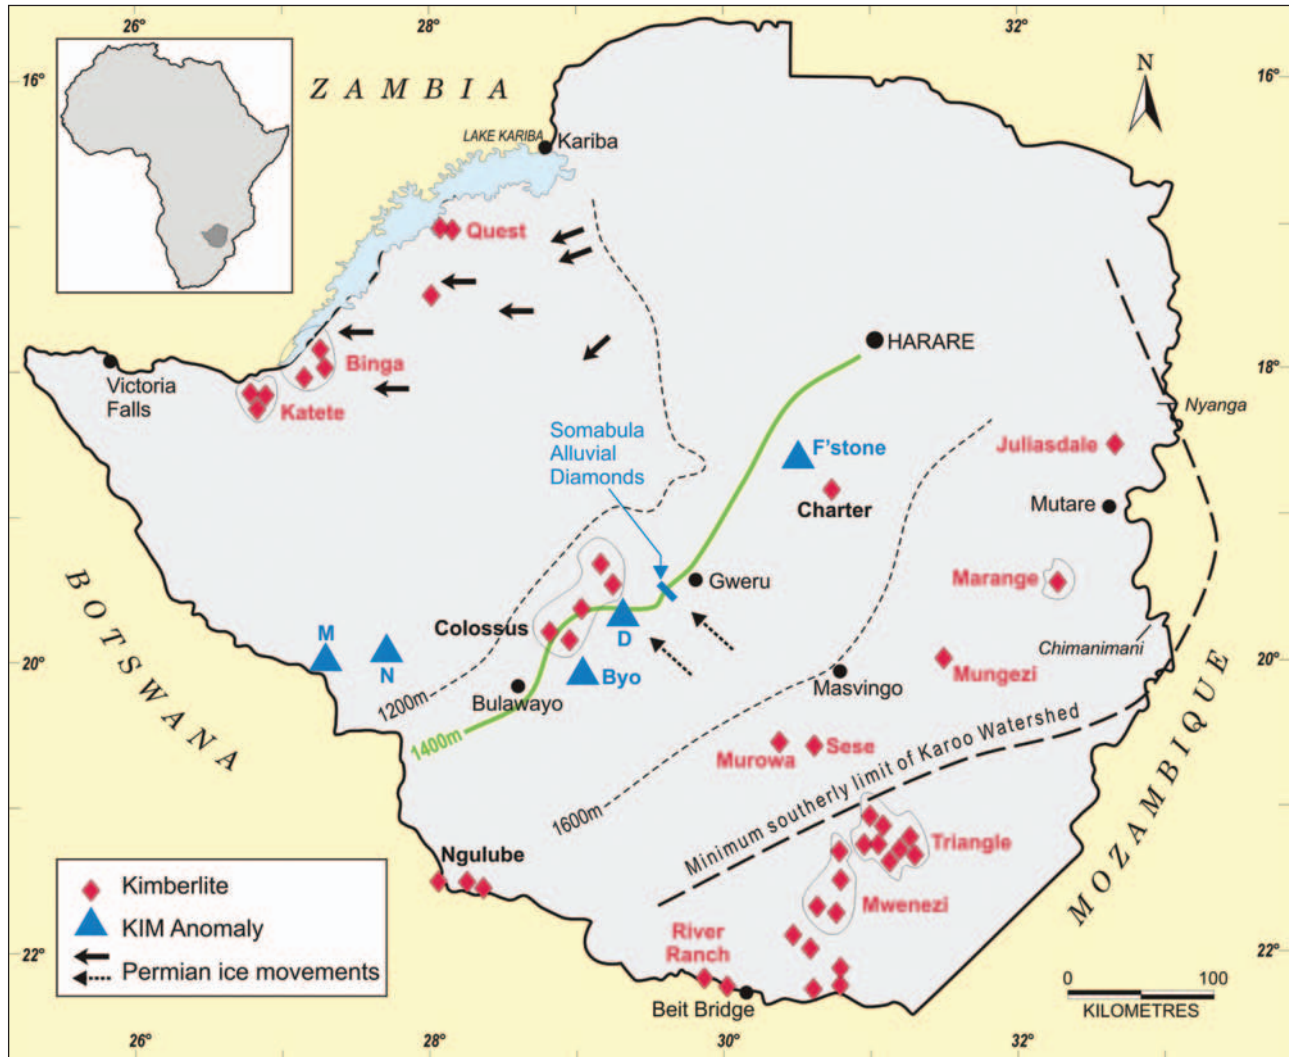 26°
28°
32°
16°
16°
ZAMBIA
N
LAKE KARIBA
Kariba
Quest
HARARE
Binga
Victoria
Falls
Katete
18°
Nyanga
Somabula
Alluvial
Diamonds
F'stone
Juliasdale
Charter
Mutare
Gweru
Marange
BOTSWANA
Colossus
M
D
Chimanimani
N
Byo
20°
20°
Mungezi
Masvingo
1200m
Bulawayo
1400m
Murowa
Sese
Minimum southerly limit of Karoo Watershed
1600m
MOZAMBIQUE
Triangle
Ngulube
Kimberlite
Mwenezi
KIM Anomaly
River
Ranch
22°
22°
Permian ice movements
0
100
KILOMETRES
Beit Bridge
26°
28°
30°
32°